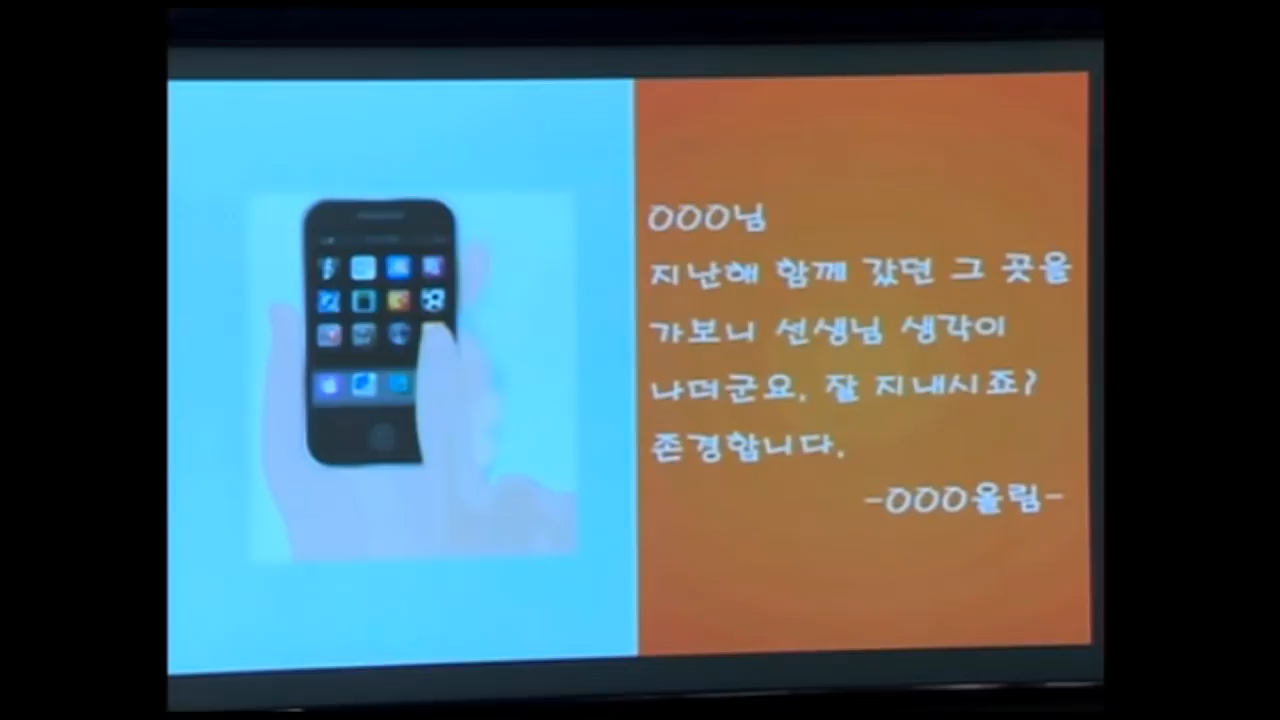 OOO님
지난해 함께 갔던 그 곳을
가보니 선생님 생각이
나더군요. 잘 지내시죠?
존경합니다.
-OOO올림-